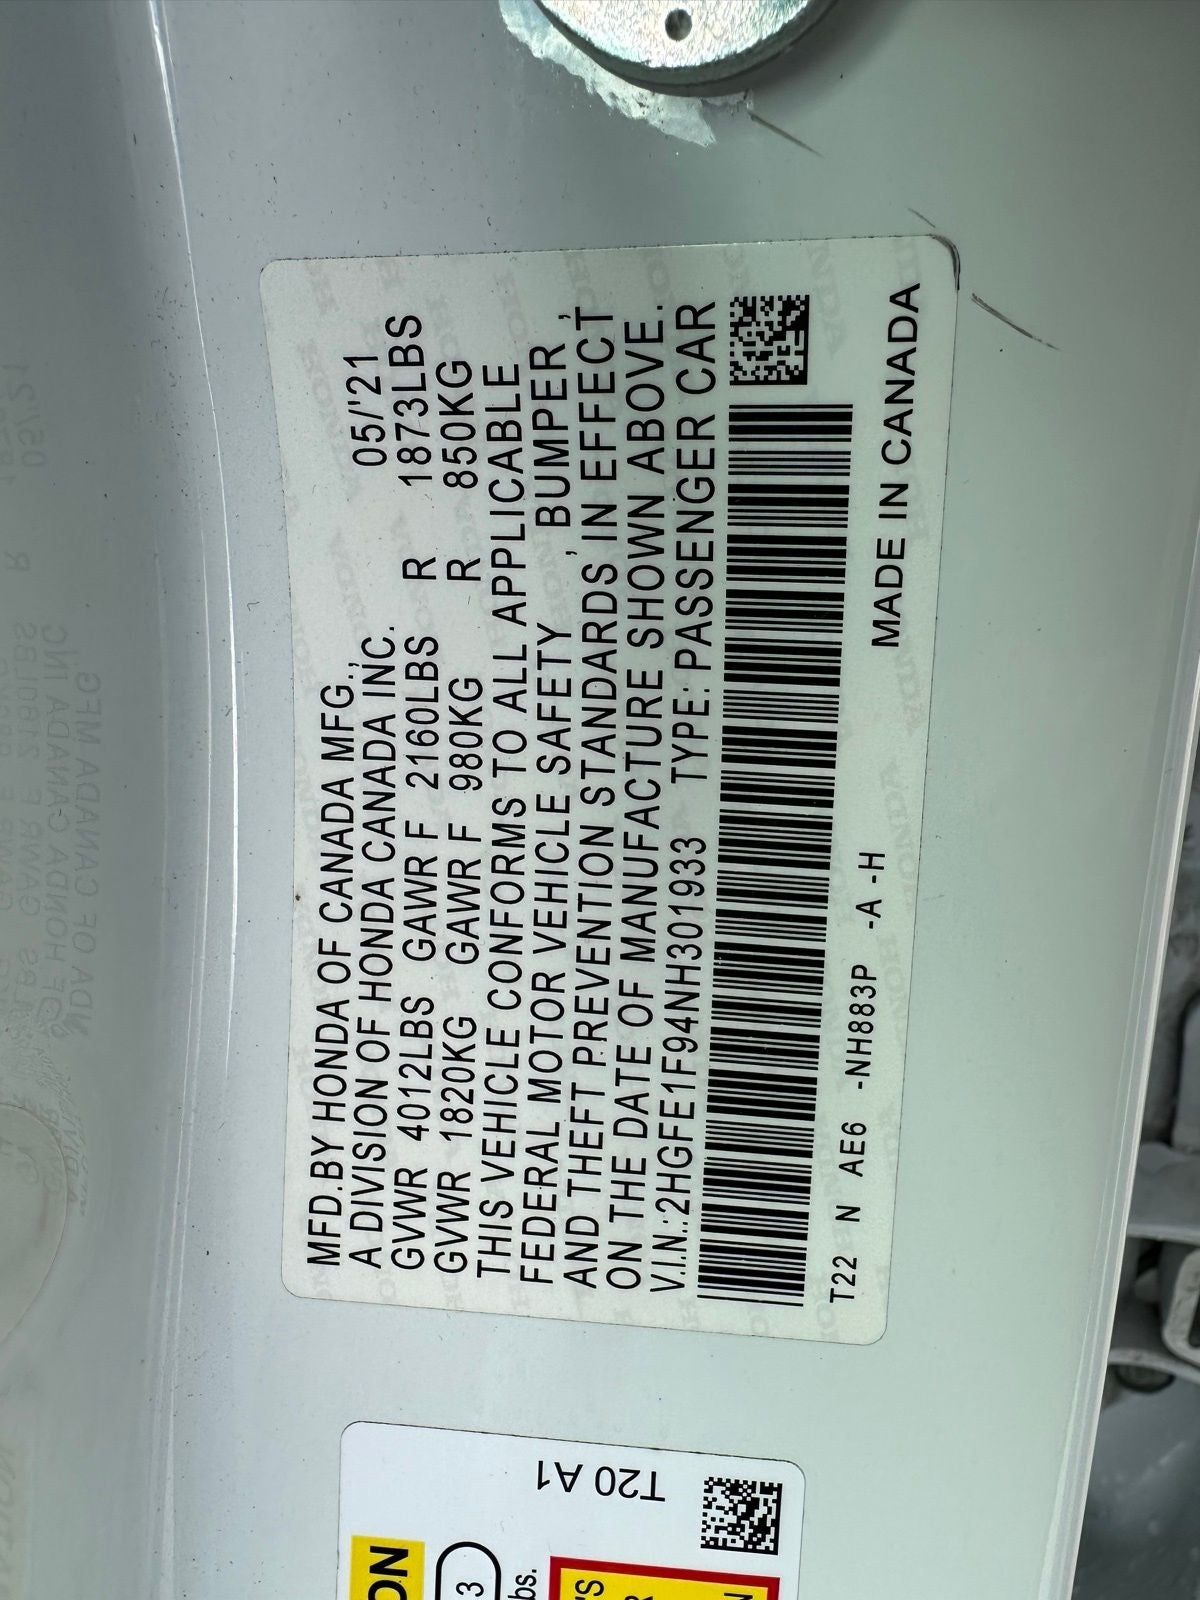 MFD.BY HONDA OF CANADA MFG.,
A DIVISION OF HONDA CANADA INC. 05/'21
GVWR 4012LBS GAWR F 2160LBS R 1873LBS
GVWR 1820KG GAWR F 980KG R 850KG
THIS VEHICLE CONFORMS TO ALL APPLICABLE
FEDERAL MOTOR VEHICLE SAFETY, BUMPER,
AND THEFT PREVENTION STANDARDS IN EFFECT
ON THE DATE OF MANUFACTURE SHOWN ABOVE.
V.I.N.:2HGFE1F94NH301933 TYPE: PASSENGER CAR
T22 N AE6 -NH883P -A -H
MADE IN CANADA
T20 A1
3